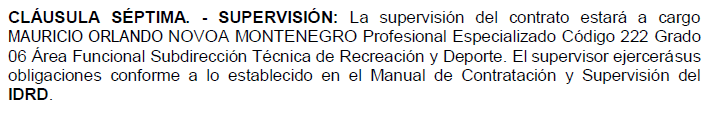 CLÁUSULA SÉPTIMA. - SUPERVISIÓN: La supervisión del contrato estará a cargo
MAURICIO ORLANDO NOVOA MONTENEGRO Profesional Especializado Código 222 Grado
06 Área Funcional Subdirección Técnica de Recreación y Deporte. El supervisor ejercerásus
obligaciones conforme a lo establecido en el Manual de Contratación y Supervisión del
IDRD.